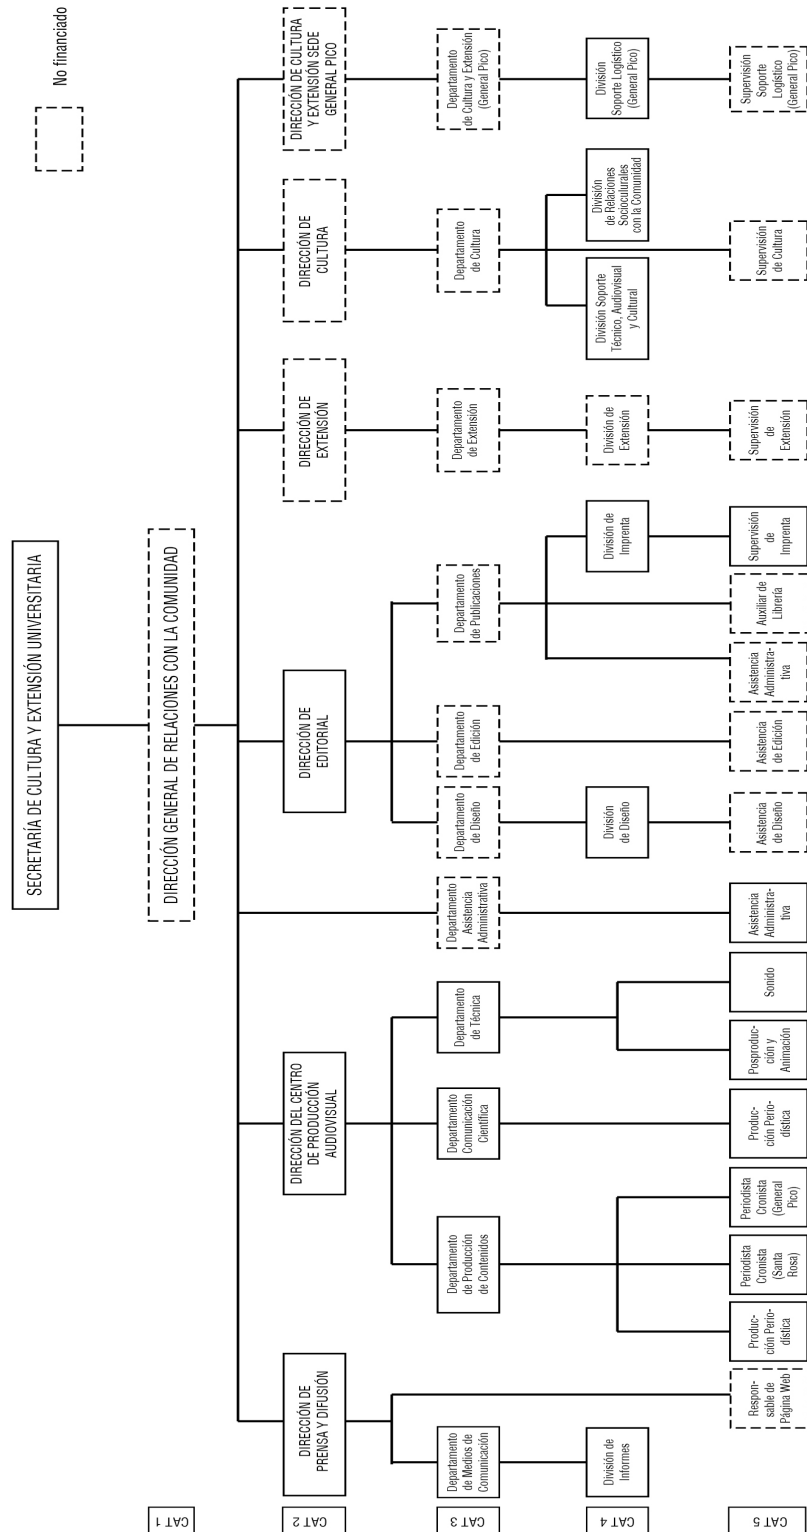 No financiado
SECRETARÍA DE CULTURA Y EXTENSIÓN UNIVERSITARIA
CAT 1
DIRECCIÓN GENERAL DE RELACIONES CON LA COMUNIDAD
CAT 2
DIRECCIÓN DE
PRENSA Y DIFUSIÓN
DIRECCIÓN DEL CENTRO
DE PRODUCCIÓN
AUDIOVISUAL
DIRECCIÓN DE
EDITORIAL
DIRECCIÓN DE
EXTENSIÓN
DIRECCIÓN DE
CULTURA
DIRECCIÓN DE CULTURA
Y EXTENSIÓN SEDE
GENERAL PICO
CAT 3
Departamento
de Medios de
Comunicación
Departamento
de Producción
de Contenidos
Departamento
Comunicación
Científica
Departamento
de Técnica
Departamento
Asistencia
Administrativa
Departamento
de Diseño
Departamento
de Edición
Departamento
de Publicaciones
Departamento
de Extensión
Departamento
de Cultura
Departamento
de Cultura y Extensión
(General Pico)
CAT 4
División de
Informes
División
de Diseño
División de
Imprenta
División de
Extensión
División Soporte
Técnico, Audiovisual
y Cultural
División
de Relaciones
Socioculturales
con la Comunidad
División
Soporte Logístico
(General Pico)
CAT 5
Respon-
sable de
Página Web
Produc-
ción Perio-
dística
Periodista
Cronista
(Santa
Rosa)
Periodista
Cronista
(General
Pico)
Produc-
ción Perio-
dística
Posproduc-
ción y
Animación
Sonido
Asistencia
Administra-
tiva
Asistencia
de Diseño
Asistencia
de Edición
Asistencia
Administra-
tiva
Auxiliar de
Librería
Supervisión
de
Imprenta
Supervisión
de
Extensión
Supervisión
de Cultura
Supervisión
Soporte
Logístico
(General Pico)